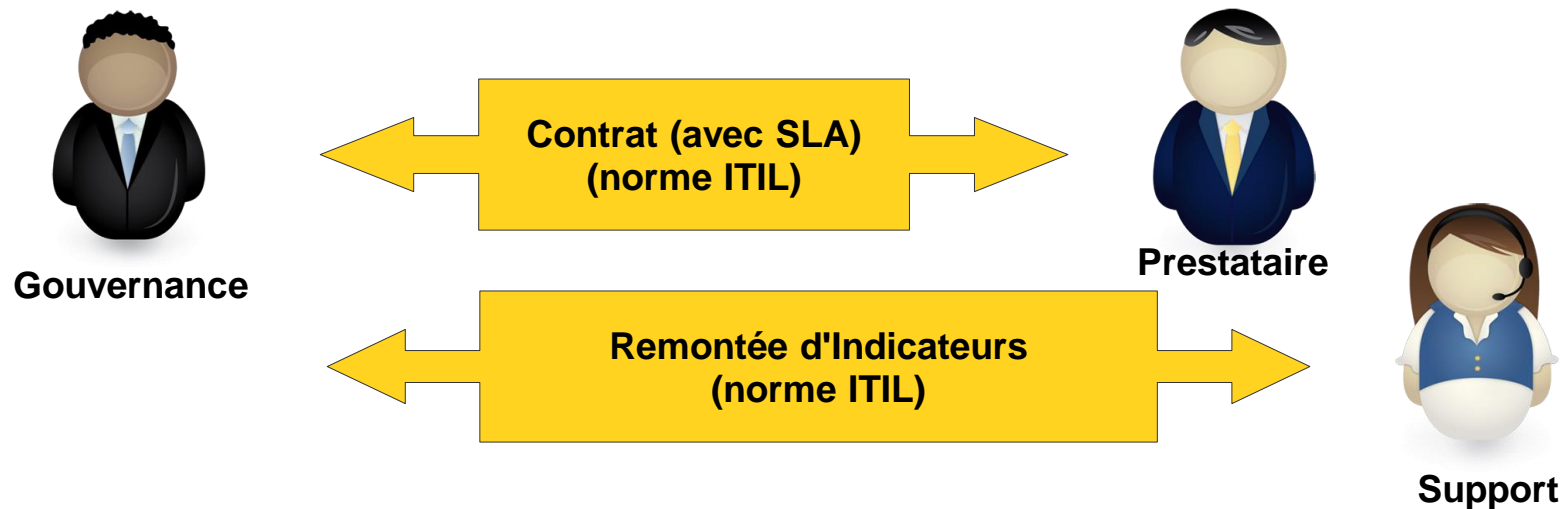 Contrat (avec SLA)
(norme ITIL)
Gouvernance
Prestataire
Remontée d'Indicateurs
(norme ITIL)
Support